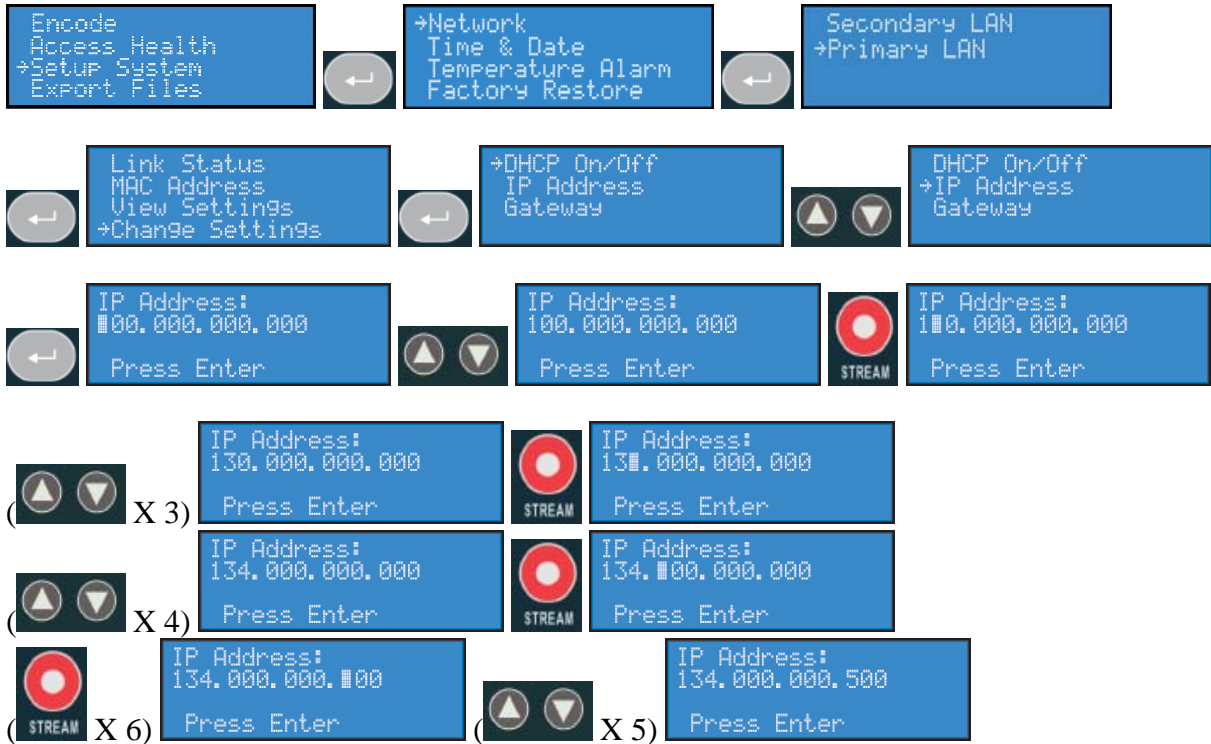 Encode
Access Health
→Setup System
Export Files
→Network
Time & Date
Temperature Alarm
Factory Restore
Secondary LAN
→Primary LAN
Link Status
MAC Address
View Settings
→Change Settings
→DHCP On/Off
IP Address
Gateway
DHCP On/Off
→IP Address
Gateway
IP Address:
█00.000.000.000
Press Enter
IP Address:
100.000.000.000
Press Enter
STREAM
IP Address:
1█0.000.000.000
Press Enter
( X 3)
IP Address:
130.000.000.000
Press Enter
STREAM
IP Address:
13█.000.000.000
Press Enter
( X 4)
IP Address:
134.000.000.000
Press Enter
STREAM
IP Address:
134.█00.000.000
Press Enter
( STREAM X 6)
IP Address:
134.000.000.█00
Press Enter
( X 5)
IP Address:
134.000.000.500
Press Enter